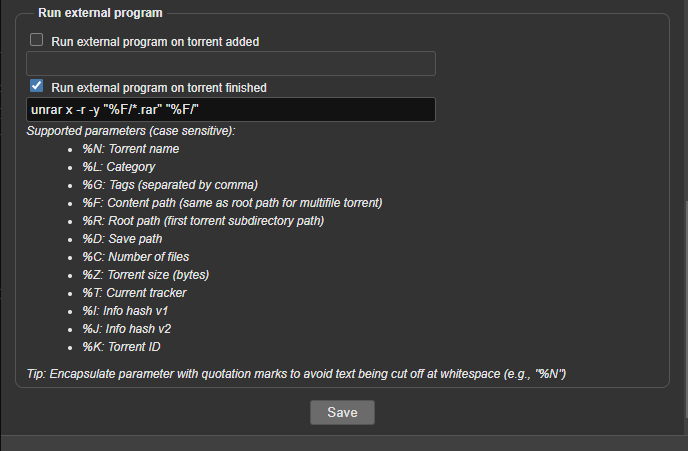 Run external program
Run external program on torrent added
Run external program on torrent finished
unrar x -r -y "%F/*.rar" "%F/"
Supported parameters (case sensitive):
• %N: Torrent name
• %L: Category
• %G: Tags (separated by comma)
• %F: Content path (same as root path for multifile torrent)
• %R: Root path (first torrent subdirectory path)
• %D: Save path
• %C: Number of files
• %Z: Torrent size (bytes)
• %T: Current tracker
• %I: Info hash v1
• %J: Info hash v2
• %K: Torrent ID
Tip: Encapsulate parameter with quotation marks to avoid text being cut off at whitespace (e.g., "%N")
Save